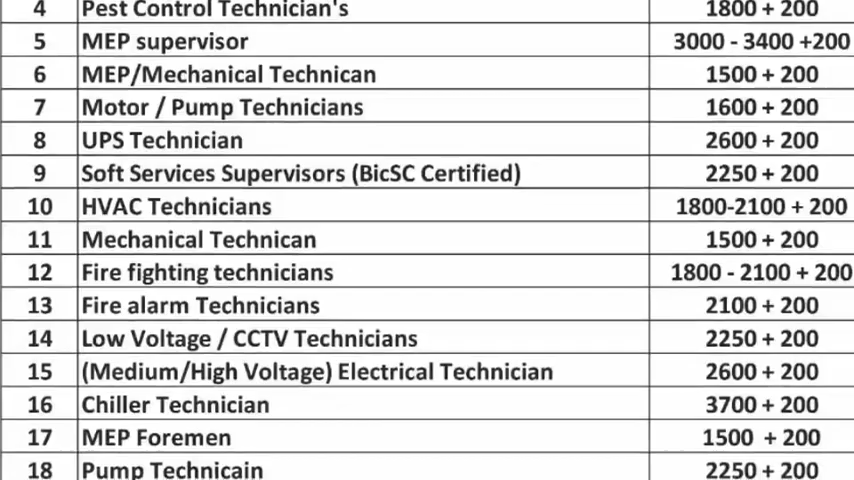 4 Pest Control Technician's 1800 + 200
5 MEP supervisor 3000 - 3400 +200
6 MEP/Mechanical Technican 1500 + 200
7 Motor / Pump Technicians 1600 + 200
8 UPS Technician 2600 + 200
9 Soft Services Supervisors (BicSC Certified) 2250 + 200
10 HVAC Technicians 1800-2100 + 200
11 Mechanical Technican 1500 + 200
12 Fire fighting technicians 1800 - 2100 + 200
13 Fire alarm Technicians 2100 + 200
14 Low Voltage / CCTV Technicians 2250 + 200
15 (Medium/High Voltage) Electrical Technician 2600 + 200
16 Chiller Technician 3700 + 200
17 MEP Foremen 1500 + 200
18 Pump Technicain 2250 + 200